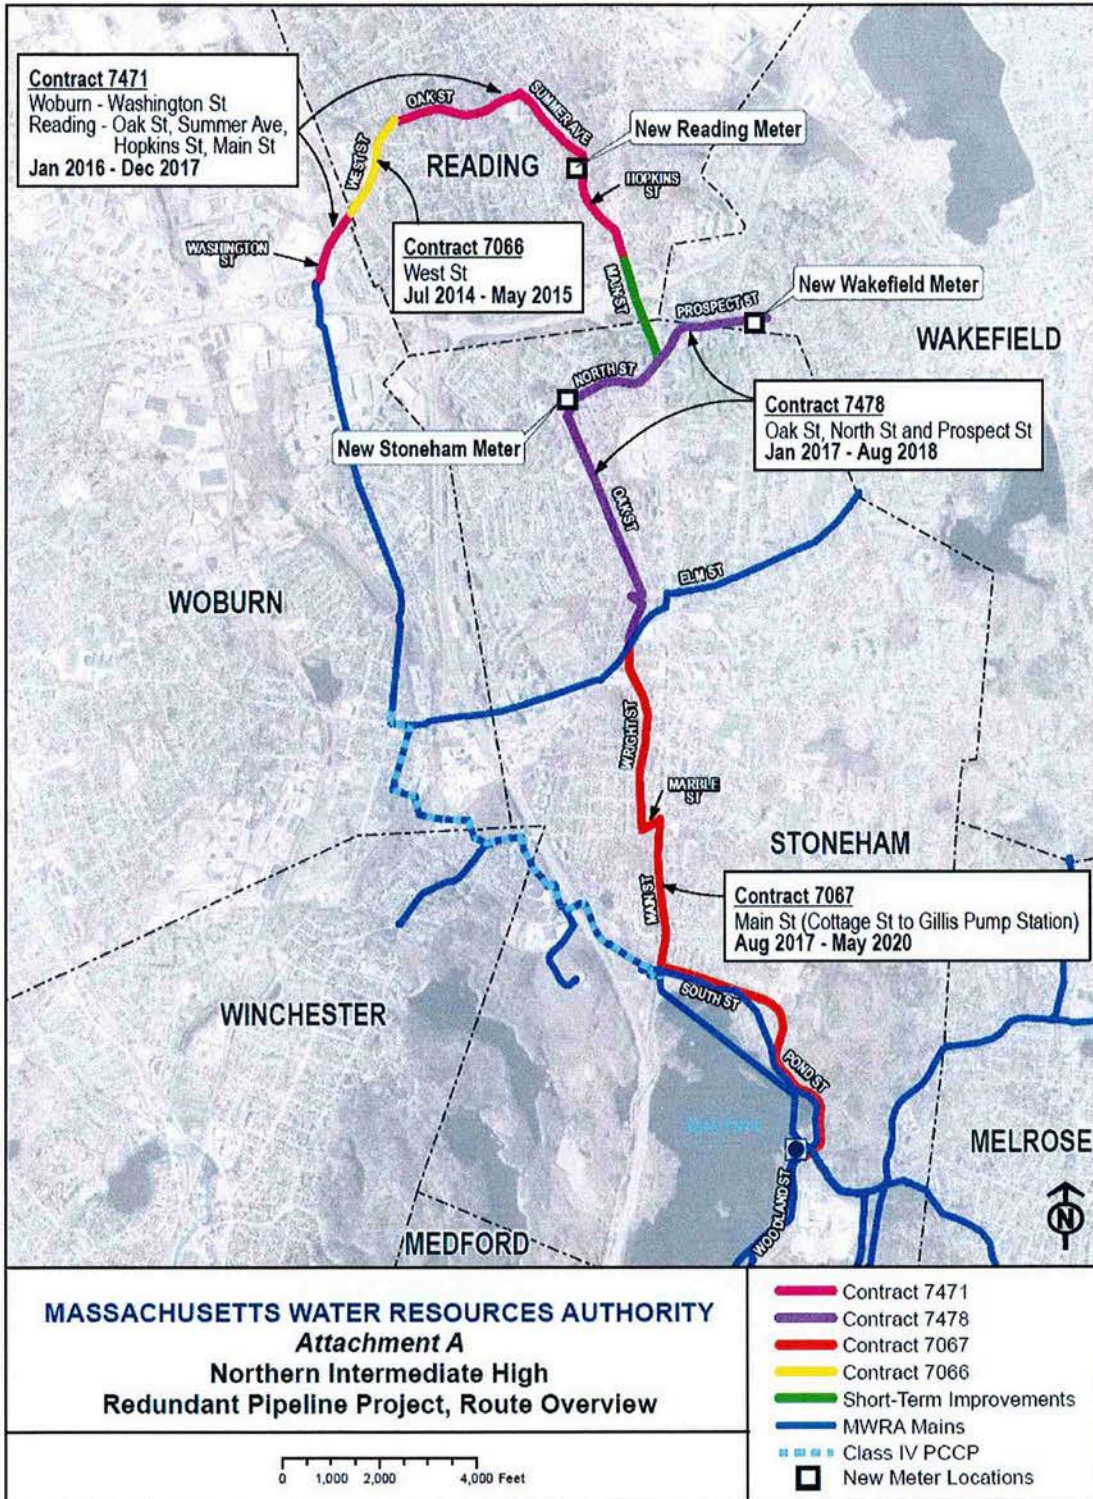 Contract 7471
Woburn - Washington St
Reading - Oak St, Summer Ave,
Hopkins St, Main St
Jan 2016 - Dec 2017
OAK ST
SUMMER AVE
New Reading Meter
WEST ST
READING
HOPKINS
ST
WASHINGTON
ST
Contract 7066
West St
Jul 2014 - May 2015
MAIN ST
New Wakefield Meter
PROSPECT ST
WAKEFIELD
NORTH ST
Contract 7478
Oak St, North St and Prospect St
Jan 2017 - Aug 2018
New Stoneham Meter
OAK ST
ELM ST
WOBURN
WRIGHT ST
MARBLE
ST
STONEHAM
MAIN ST
Contract 7067
Main St (Cottage St to Gillis Pump Station)
Aug 2017 - May 2020
WINCHESTER
SOUTH ST
POND ST
MELROSE
WOODLAND ST
N
MEDFORD
MASSACHUSETTS WATER RESOURCES AUTHORITY
Attachment A
Northern Intermediate High
Redundant Pipeline Project, Route Overview
0 1,000 2,000 4,000 Feet
Contract 7471
Contract 7478
Contract 7067
Contract 7066
Short-Term Improvements
MWRA Mains
Class IV PCCP
New Meter Locations